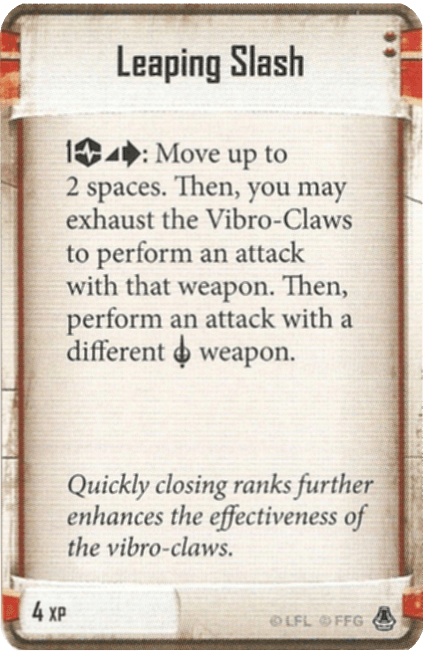 Leaping Slash
1: Move up to
2 spaces. Then, you may
exhaust the Vibro-Claws
to perform an attack
with that weapon. Then,
perform an attack with a
different weapon.
Quickly closing ranks further
enhances the effectiveness of
the vibro-claws.
4 XP
© LFL © FFG